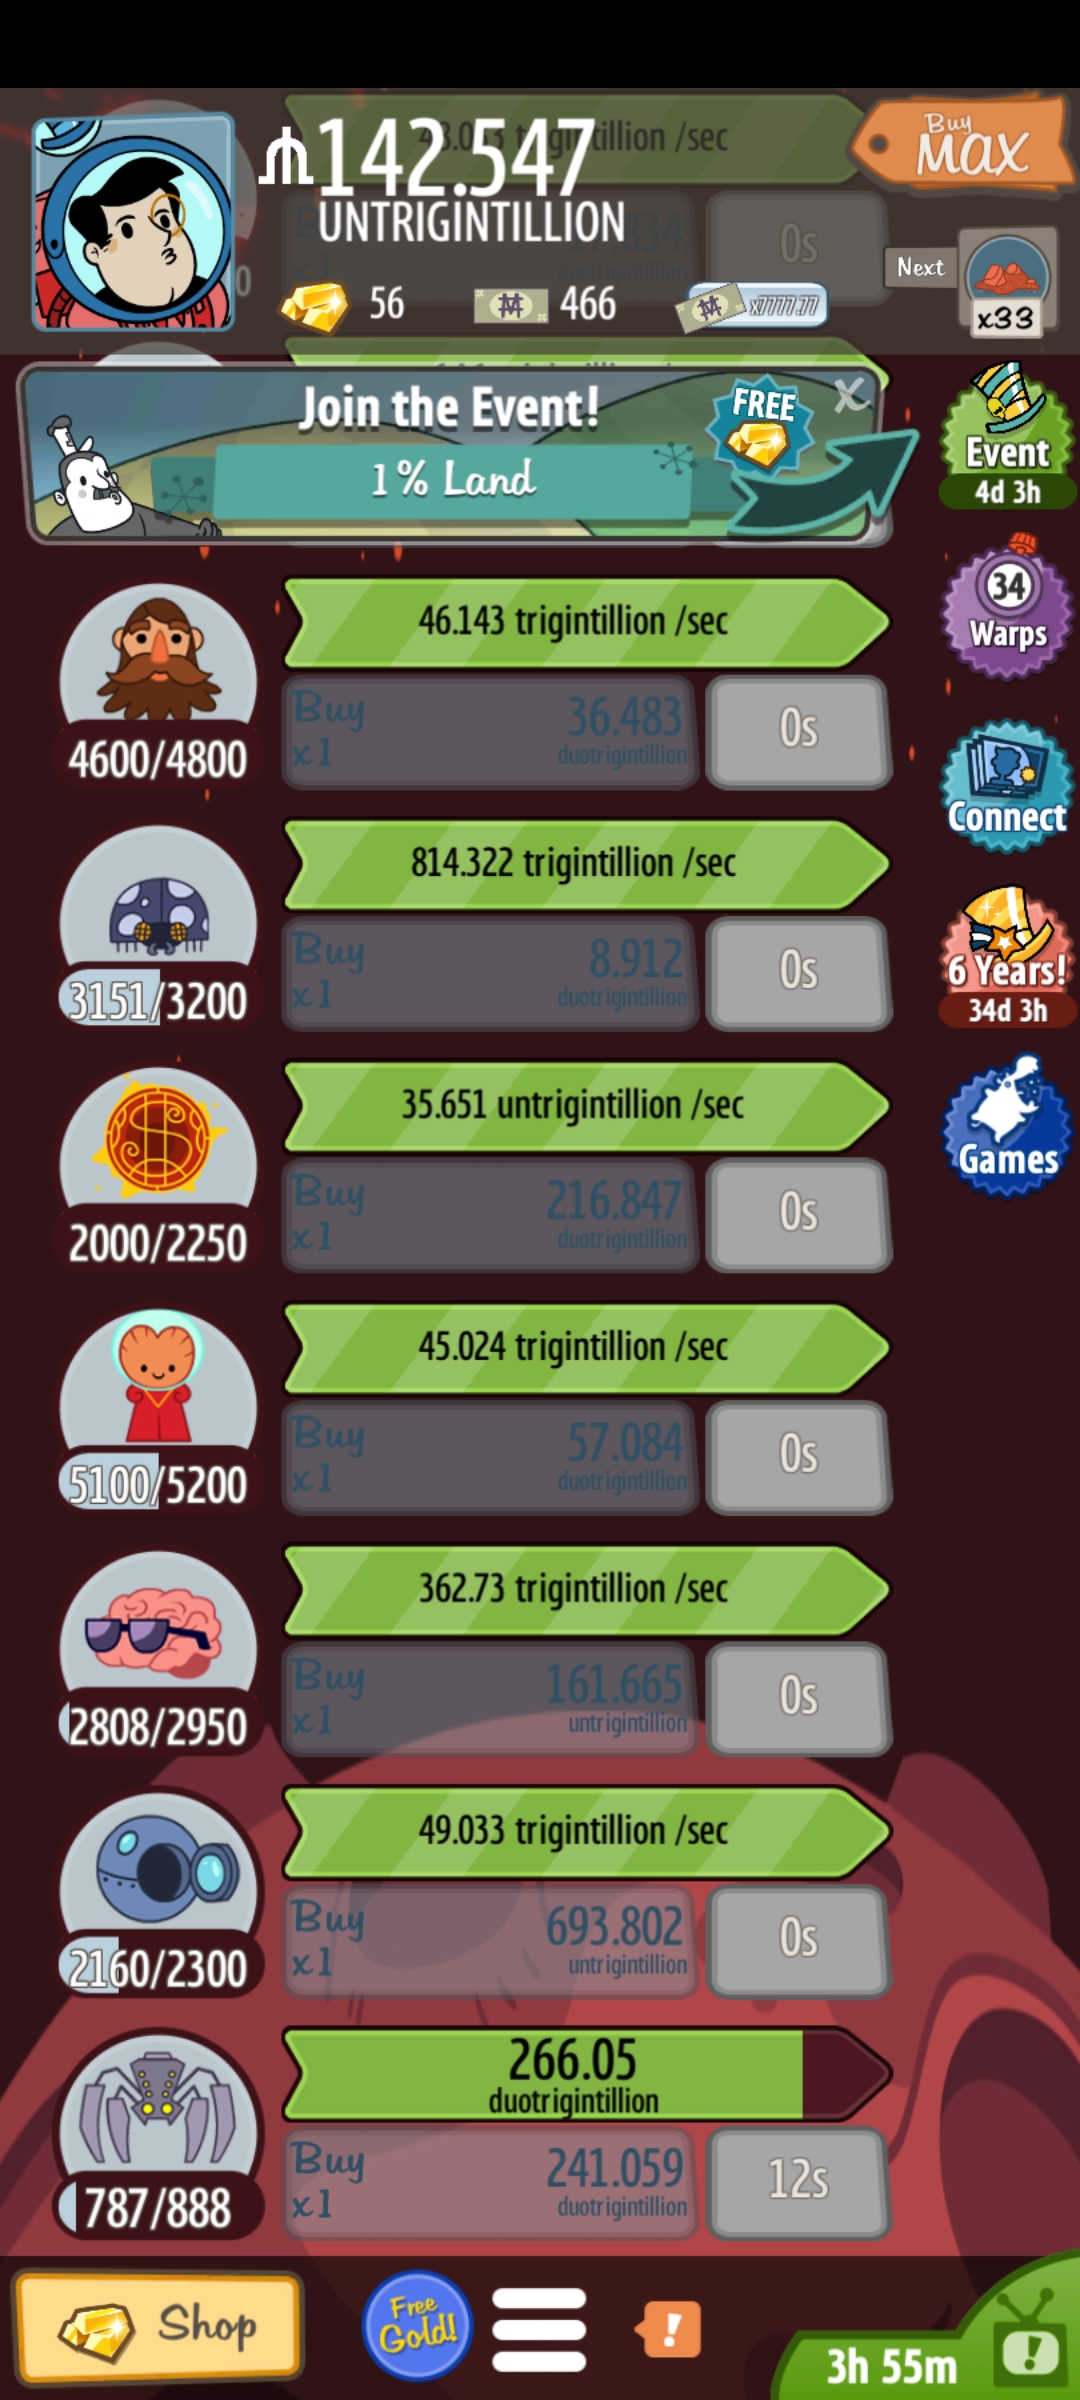 142.547
UNTRIGINTILLION
56
466
x7777.77
Buy
MAX
Next
x33
/sec
0s
Join the Event!
1% Land
FREE
X
Event
4d 3h
34
Warps
Connect
6 Years!
34d 3h
Games
46.143 trigintillion /sec
Buy
x1
36.483
duotrigintillion
0s
4600/4800
814.322 trigintillion /sec
Buy
x1
8.912
duotrigintillion
0s
3151/3200
35.651 untrigintillion /sec
Buy
x1
216.847
duotrigintillion
0s
2000/2250
45.024 trigintillion /sec
Buy
x1
57.084
duotrigintillion
0s
5100/5200
362.73 trigintillion /sec
Buy
x1
161.665
untrigintillion
0s
2808/2950
49.033 trigintillion /sec
Buy
x1
693.802
untrigintillion
0s
2160/2300
266.05
duotrigintillion
Buy
x1
241.059
duotrigintillion
12s
787/888
Shop
Free
Gold!
!
3h 55m
!